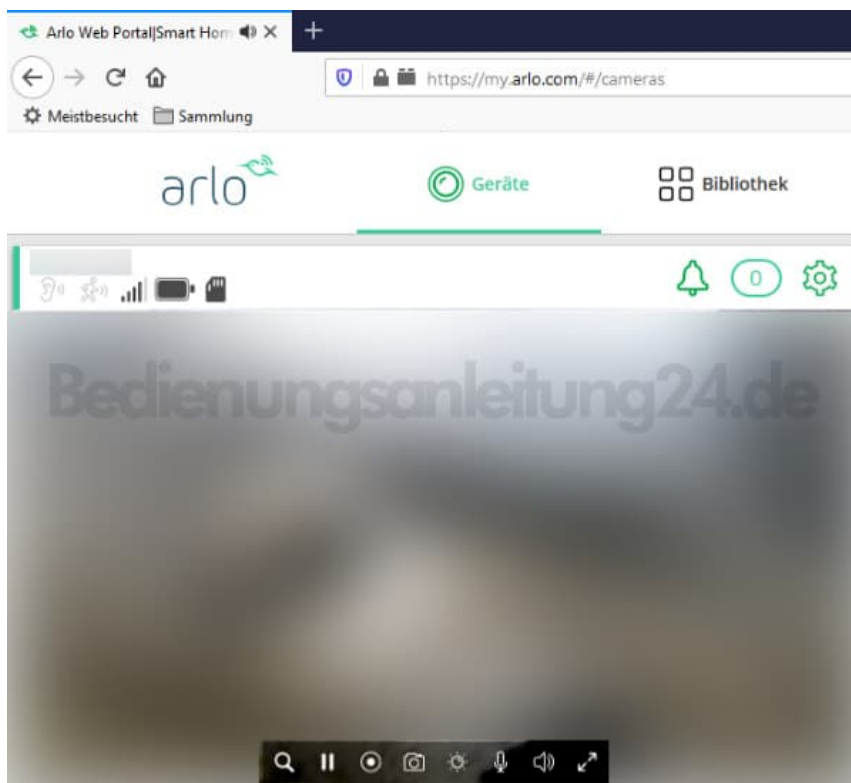 Arlo Web Portal|Smart Hom
https://my.arlo.com/#/cameras
Meistbesucht Sammlung
arlo Geräte Bibliothek
0
Bedienungsanleitung24.de